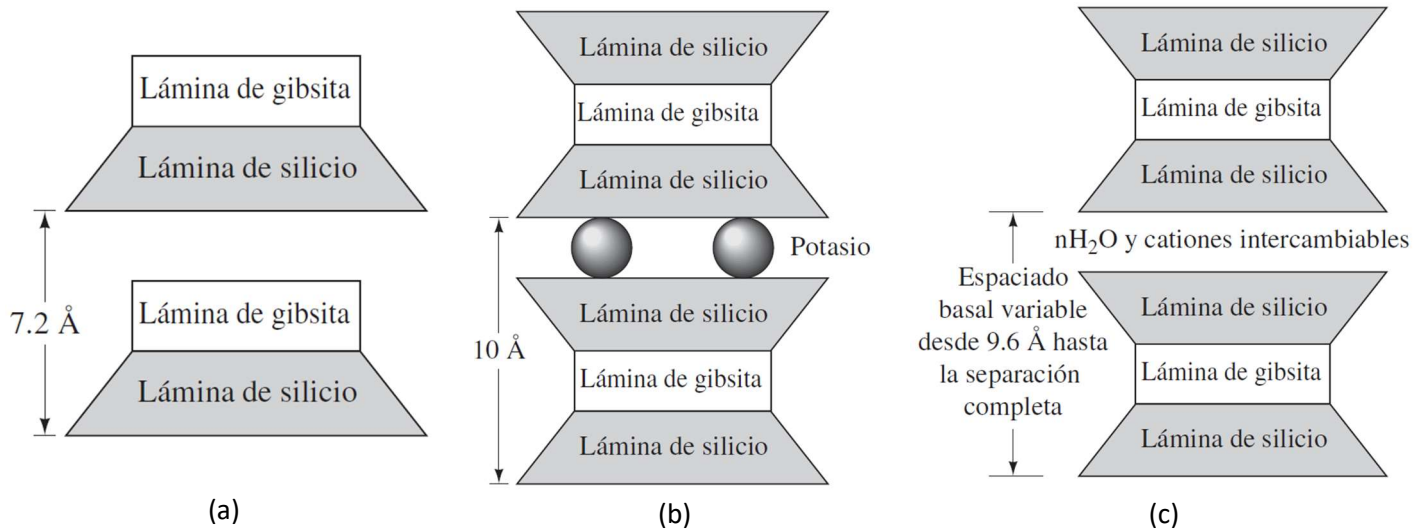 Lámina de gibsita
Lámina de silicio
7.2 Å
Lámina de gibsita
Lámina de silicio
(a)
Lámina de silicio
Lámina de gibsita
Lámina de silicio
Potasio
10 Å
Lámina de silicio
Lámina de gibsita
Lámina de silicio
(b)
Lámina de silicio
Lámina de gibsita
Lámina de silicio
nH₂O y cationes intercambiables
Espaciado
basal variable
desde 9.6 Å hasta
la separación
completa
Lámina de silicio
Lámina de gibsita
Lámina de silicio
(c)